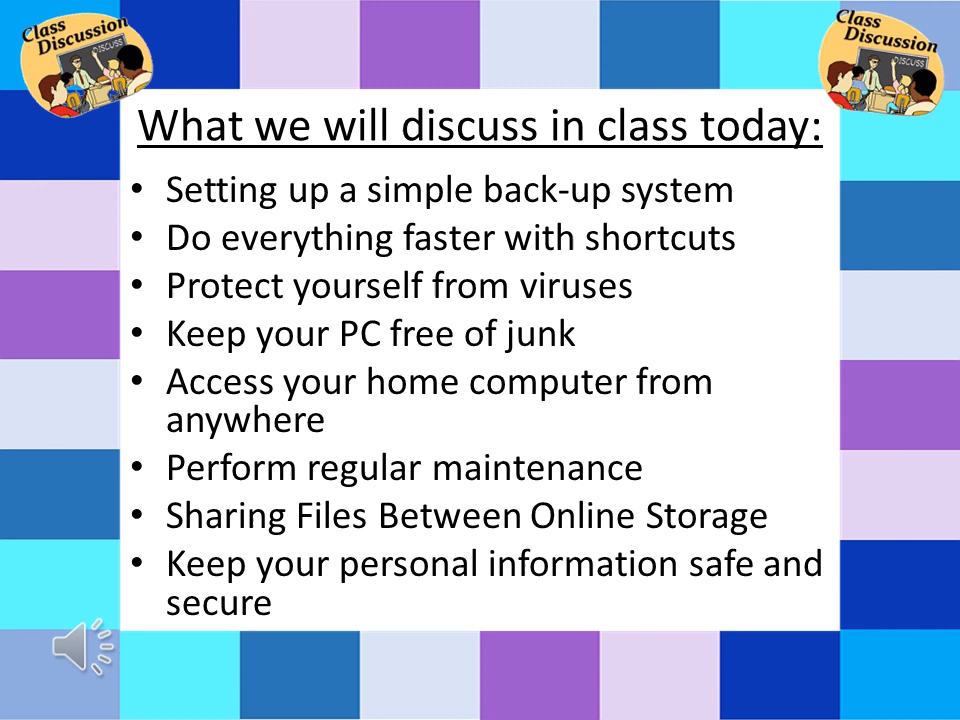 Class
Discussion
DISCUSS
Class
Discussion
DISCUSS
What we will discuss in class today:
• Setting up a simple back-up system
• Do everything faster with shortcuts
• Protect yourself from viruses
• Keep your PC free of junk
• Access your home computer from
anywhere
• Perform regular maintenance
• Sharing Files Between Online Storage
• Keep your personal information safe and
secure